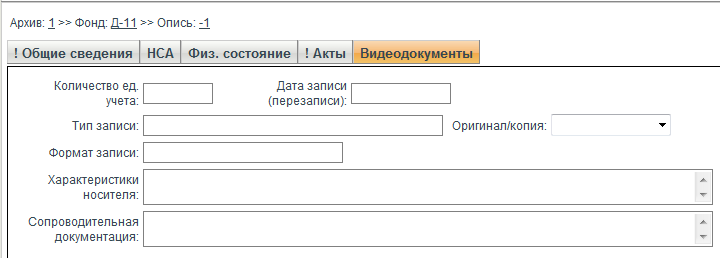 Архив: 1 >> Фонд: Д-11 >> Опись: -1
! Общие сведения НСА Физ. состояние ! Акты Видеодокументы
Количество ед. учета:
Дата записи (перезаписи):
Тип записи: Оригинал/копия:
Формат записи:
Характеристики
носителя:
Сопроводительная
документация: